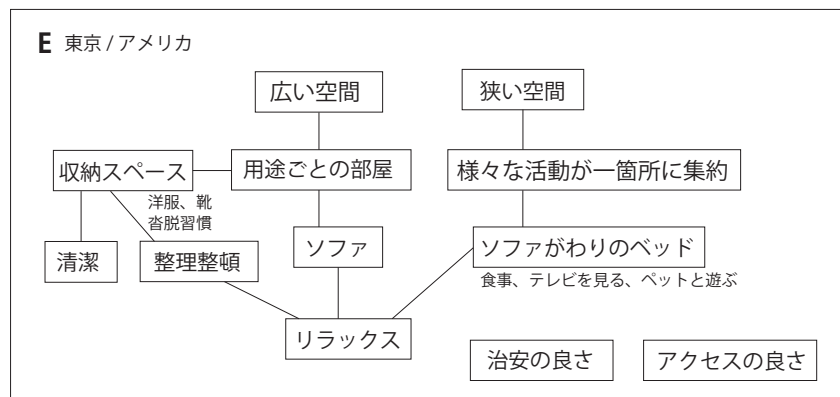 E 東京 / アメリカ
広い空間
狭い空間
収納スペース
用途ごとの部屋
様々な活動が一箇所に集約
洋服、靴
沓脱習慣
清潔
整理整頓
ソファ
ソファがわりのベッド
食事、テレビを見る、ペットと遊ぶ
リラックス
治安の良さ
アクセスの良さ